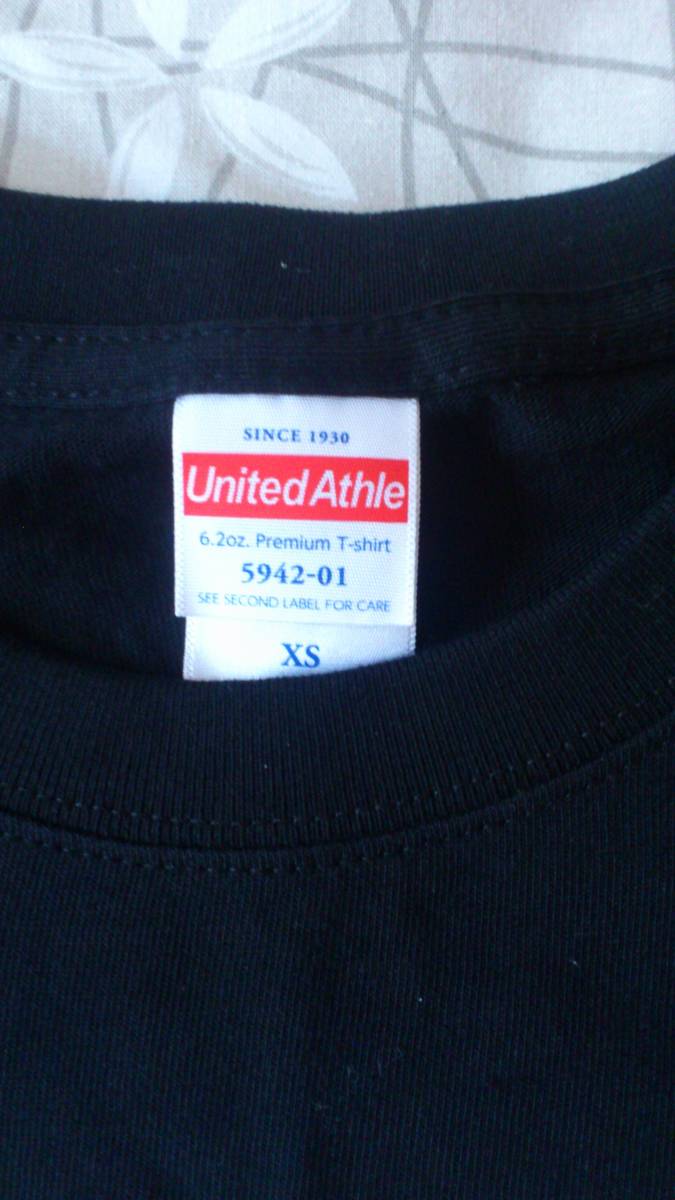 SINCE 1930
United Athle
6.2oz. Premium T-shirt
5942-01
SEE SECOND LABEL FOR CARE
XS